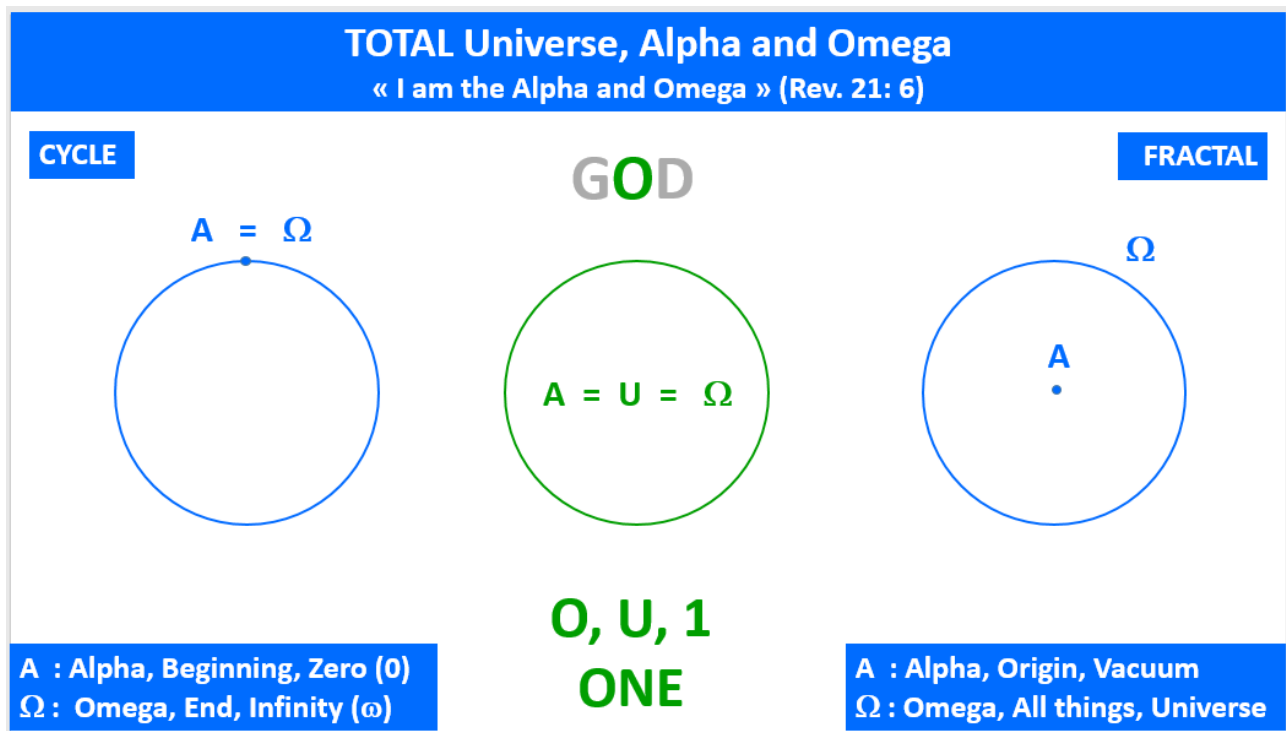 TOTAL Universe, Alpha and Omega
« I am the Alpha and Omega » (Rev. 21: 6)
CYCLE
GOD
FRACTAL
A = Ω
Ω
A
A = U = Ω
O, U, 1
ONE
A : Alpha, Beginning, Zero (0)
Ω : Omega, End, Infinity (ω)
A : Alpha, Origin, Vacuum
Ω : Omega, All things, Universe